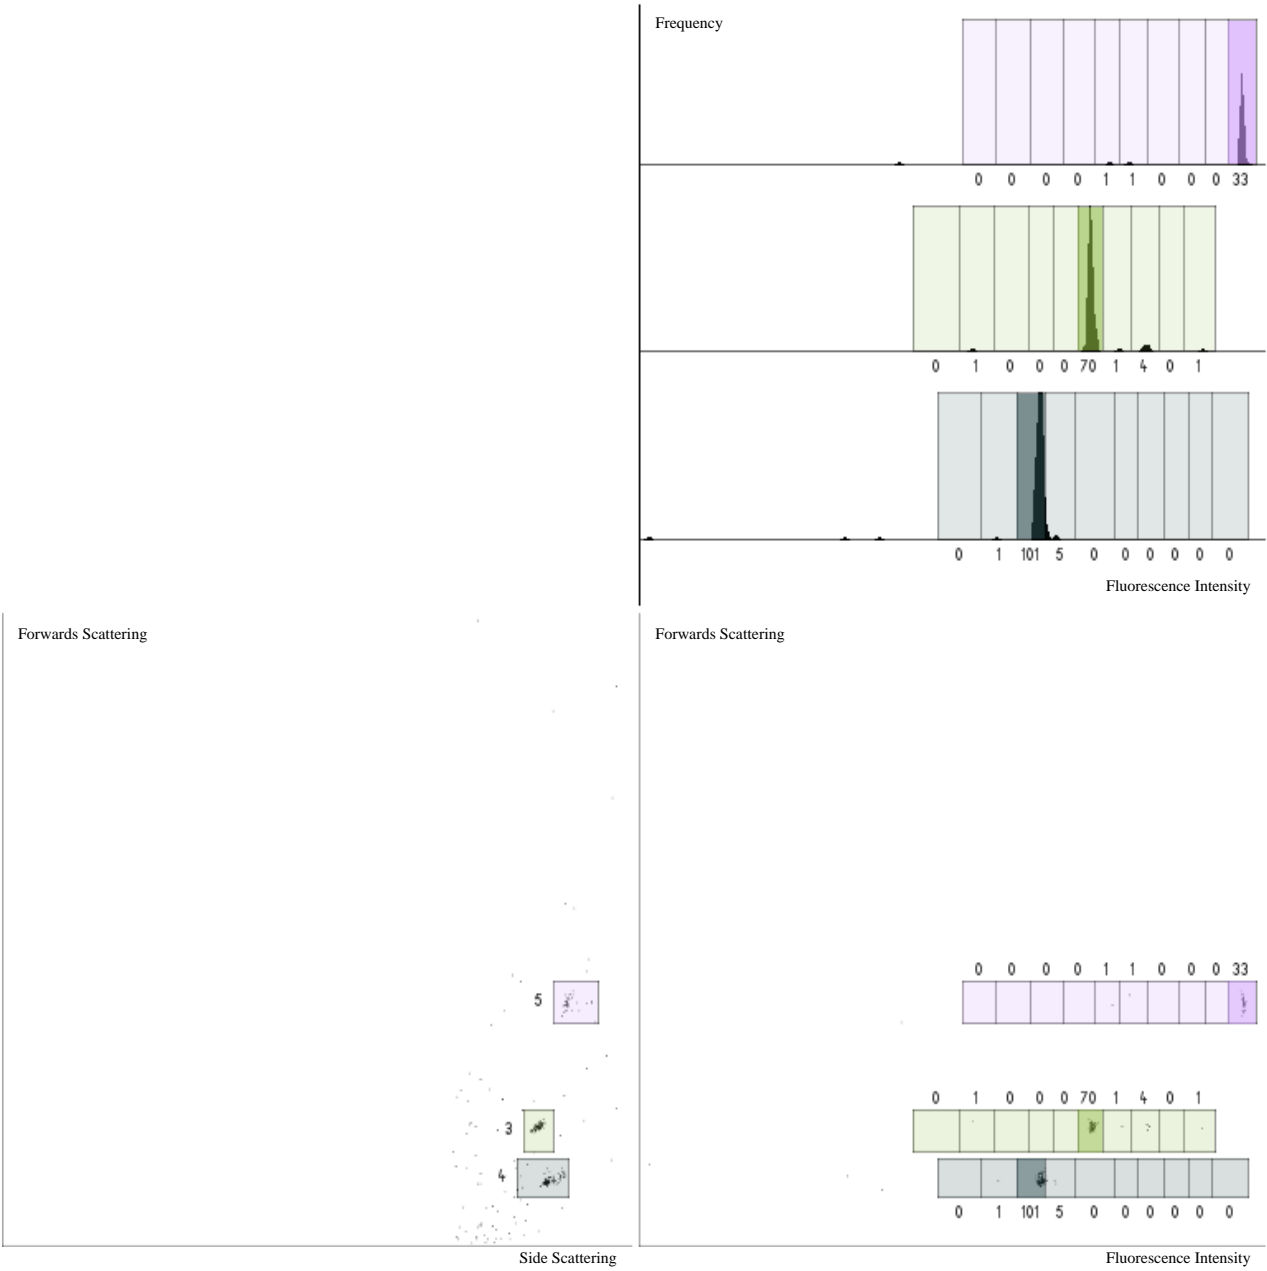 Frequency
0 0 0 0 1 1 0 0 0 33
0 1 0 0 0 70 1 4 0 1
0 1 101 5 0 0 0 0 0 0
Fluorescence Intensity
Forwards Scattering
5
3
4
Side Scattering
Forwards Scattering
0 0 0 0 1 1 0 0 0 33
0 1 0 0 0 70 1 4 0 1
0 1 101 5 0 0 0 0 0 0
Fluorescence Intensity